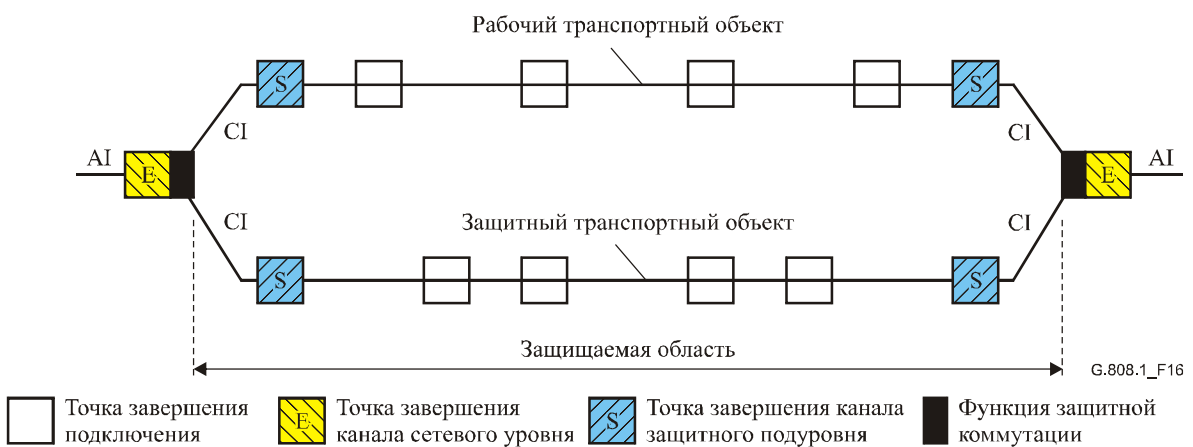 Рабочий транспортный объект
S
S
CI
CI
AI
E
E
AI
CI
Защитный транспортный объект
CI
S
S
Защищаемая область
G.808.1_F16
Точка завершения подключения
E
Точка завершения канала сетевого уровня
S
Точка завершения канала защитного подуровня
Функция защитной коммутации